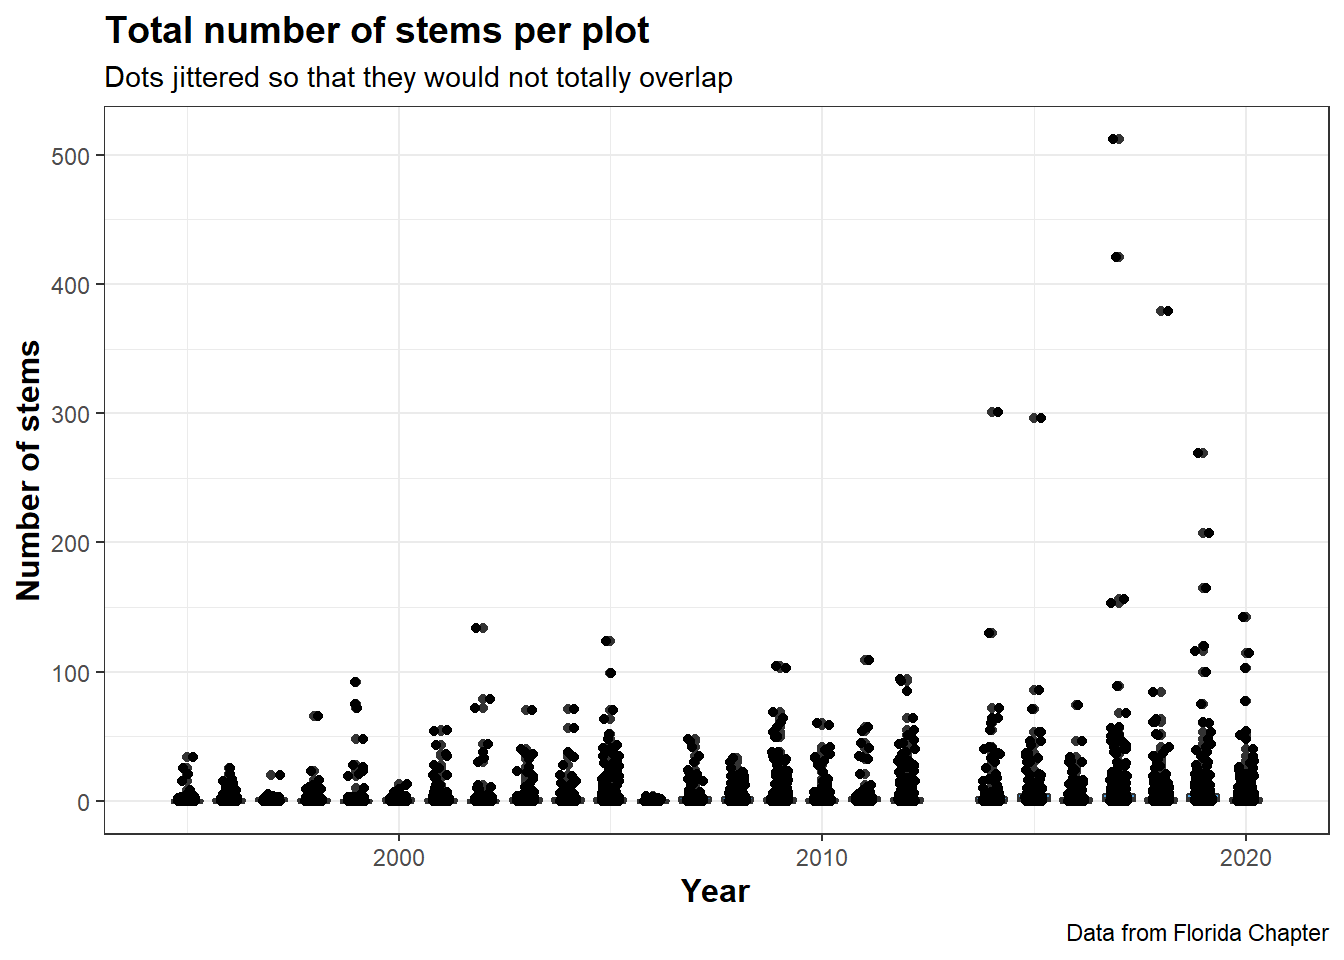 Total number of stems per plot
Dots jittered so that they would not totally overlap
Number of stems
500
400
300
200
100
0
2000 2010 2020
Year
Data from Florida Chapter